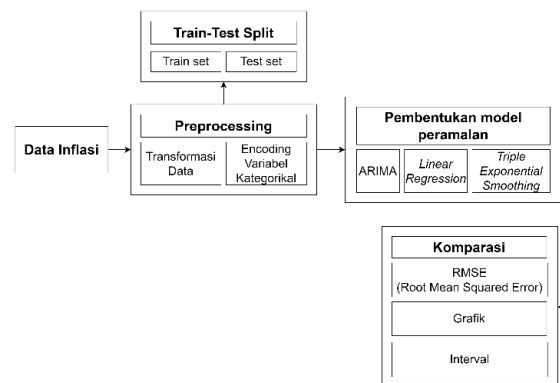 Train-Test Split
Train set
Test set
Data Inflasi
Preprocessing
Transformasi
Data
Encoding
Variabel
Kategorikal
Pembentukan model
peramalan
ARIMA
Linear
Regression
Triple
Exponential
Smoothing
Komparasi
RMSE
(Root Mean Squared Error)
Grafik
Interval